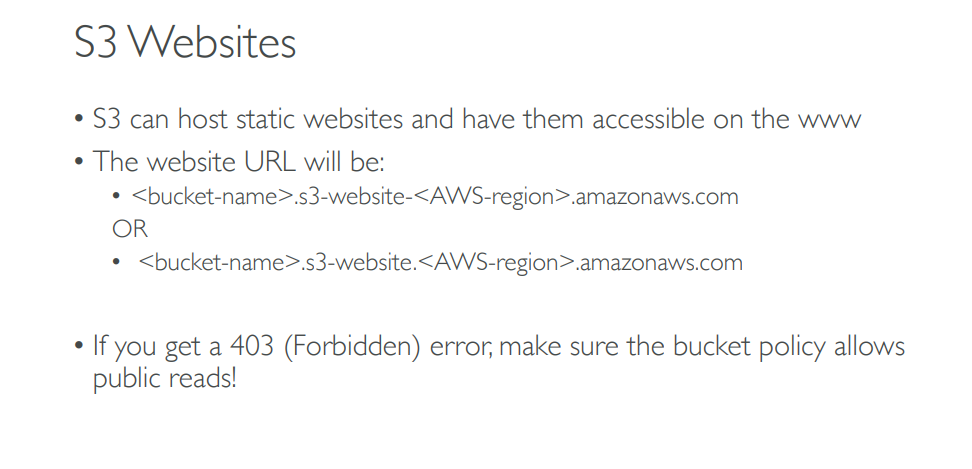 S3 Websites
• S3 can host static websites and have them accessible on the www
• The website URL will be:
• <bucket-name>.s3-website-<AWS-region>.amazonaws.com
OR
• <bucket-name>.s3-website.<AWS-region>.amazonaws.com
• If you get a 403 (Forbidden) error, make sure the bucket policy allows
public reads!